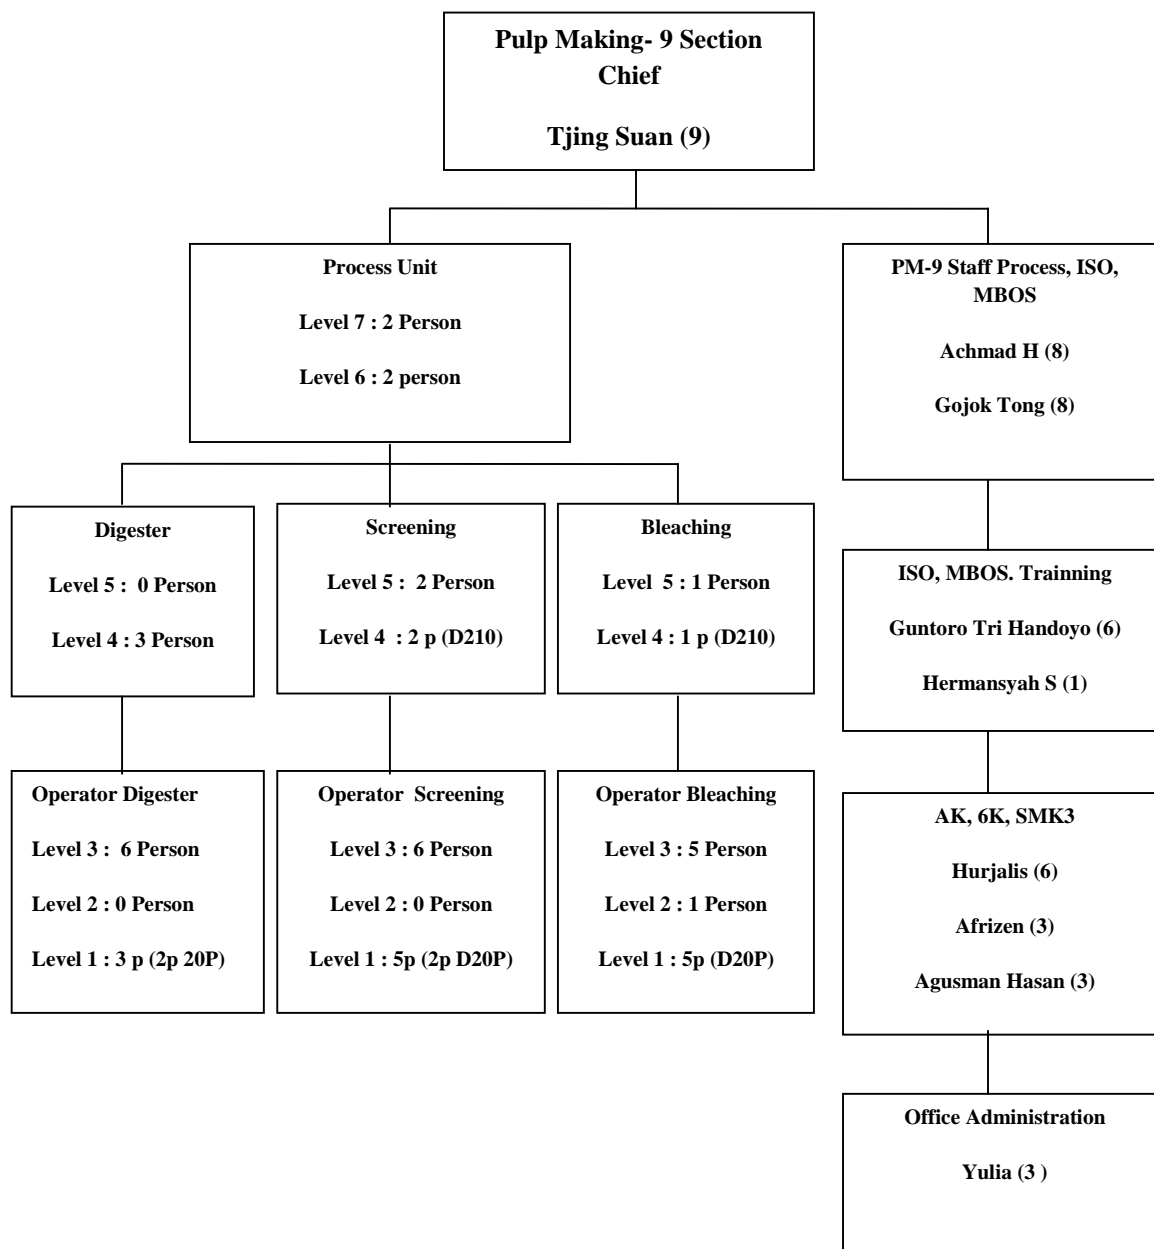 Pulp Making- 9 Section
Chief
Tjing Suan (9)
Process Unit
Level 7 : 2 Person
Level 6 : 2 person
PM-9 Staff Process, ISO,
MBOS
Achmad H (8)
Gojok Tong (8)
Digester
Level 5 :  0 Person
Level 4 : 3 Person
Screening
Level 5 :  2 Person
Level 4  : 2 p (D210)
Bleaching
Level  5 : 1 Person
Level 4 : 1 p (D210)
ISO, MBOS. Trainning
Guntoro Tri Handoyo (6)
Hermansyah S (1)
Operator Digester
Level 3 :  6 Person
Level 2 : 0 Person
Level 1 : 3 p (2p 20P)
Operator  Screening
Level 3 : 6 Person
Level 2 : 0 Person
Level 1 : 5p (2p D20P)
Operator Bleaching
Level 3 : 5 Person
Level 2 : 1 Person
Level 1 : 5p (D20P)
AK, 6K, SMK3
Hurjalis (6)
Afrizen (3)
Agusman Hasan (3)
Office Administration
Yulia (3 )